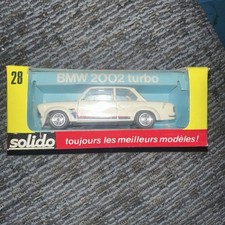 28
BMW 2002 turbo
solido
toujours les meilleurs modèles!